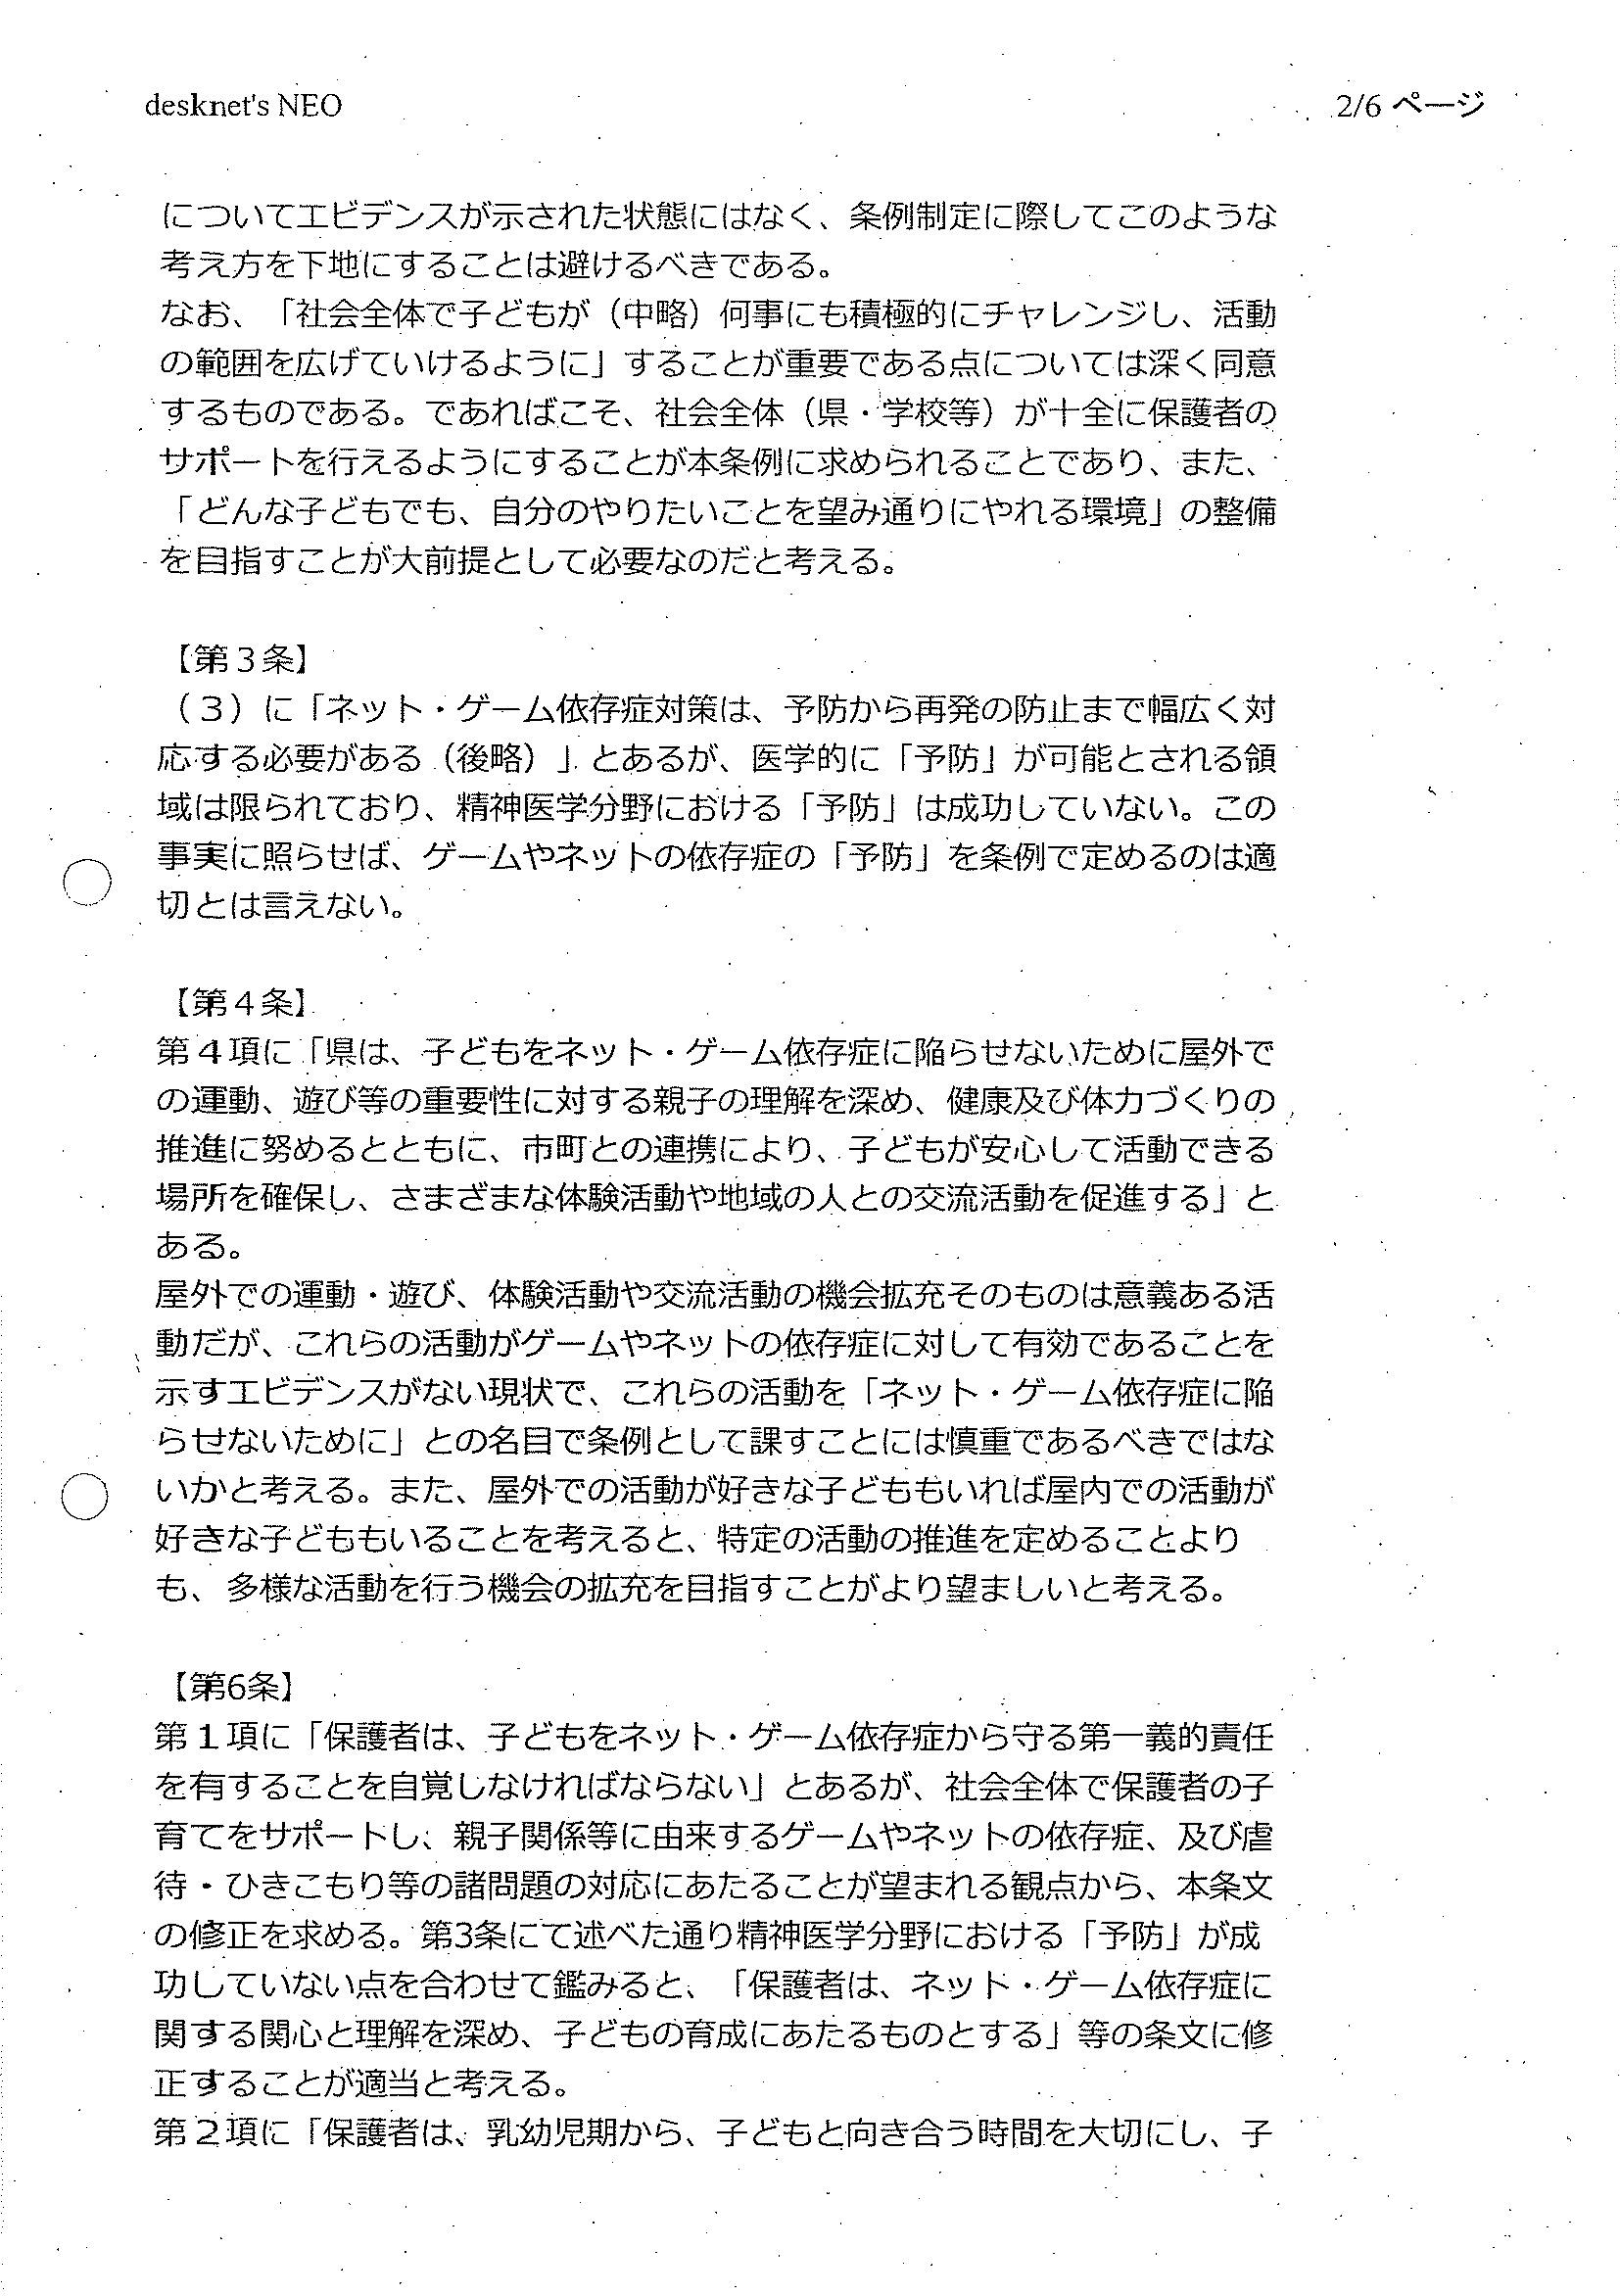 desknet's NEO
2/6 ページ
についてエビデンスが示された状態にはなく、条例制定に際してこのような
考え方を下地にすることは避けるべきである。
なお、「社会全体で子どもが（中略）何事にも積極的にチャレンジし、活動
の範囲を広げていけるように」することが重要である点については深く同意
するものである。であればこそ、社会全体（県・学校等）が十全に保護者の
サポートを行えるようにすることが本条例に求められることであり、また、
「どんな子どもでも、自分のやりたいことを望み通りにやれる環境」の整備
を目指すことが大前提として必要なのだと考える。
【第３条】
（３）に「ネット・ゲーム依存症対策は、予防から再発の防止まで幅広く対
応する必要がある（後略）」とあるが、医学的に「予防」が可能とされる領
域は限られており、精神医学分野における「予防」は成功していない。この
事実に照らせば、ゲームやネットの依存症の「予防」を条例で定めるのは適
切とは言えない。
【第４条】
第４項に「県は、子どもをネット・ゲーム依存症に陥らせないために屋外で
の運動、遊び等の重要性に対する親子の理解を深め、健康及び体力づくりの
推進に努めるとともに、市町との連携により、子どもが安心して活動できる
場所を確保し、さまざまな体験活動や地域の人との交流活動を促進する」と
ある。
屋外での運動・遊び、体験活動や交流活動の機会拡充そのものは意義ある活
動だが、これらの活動がゲームやネットの依存症に対して有効であることを
示すエビデンスがない現状で、これらの活動を「ネット・ゲーム依存症に陥
らせないために」との名目で条例として課すことには慎重であるべきではな
いかと考える。また、屋外での活動が好きな子どももいれば屋内での活動が
好きな子どももいることを考えると、特定の活動の推進を定めることより
も、多様な活動を行う機会の拡充を目指すことがより望ましいと考える。
【第6条】
第１項に「保護者は、子どもをネット・ゲーム依存症から守る第一義的責任
を有することを自覚しなければならない」とあるが、社会全体で保護者の子
育てをサポートし、親子関係等に由来するゲームやネットの依存症、及び虐
待・ひきこもり等の諸問題の対応にあたることが望まれる観点から、本条文
の修正を求める。第3条にて述べた通り精神医学分野における「予防」が成
功していない点を合わせて鑑みると、「保護者は、ネット・ゲーム依存症に
関する関心と理解を深め、子どもの育成にあたるものとする」等の条文に修
正することが適当と考える。
第２項に「保護者は、乳幼児期から、子どもと向き合う時間を大切にし、子